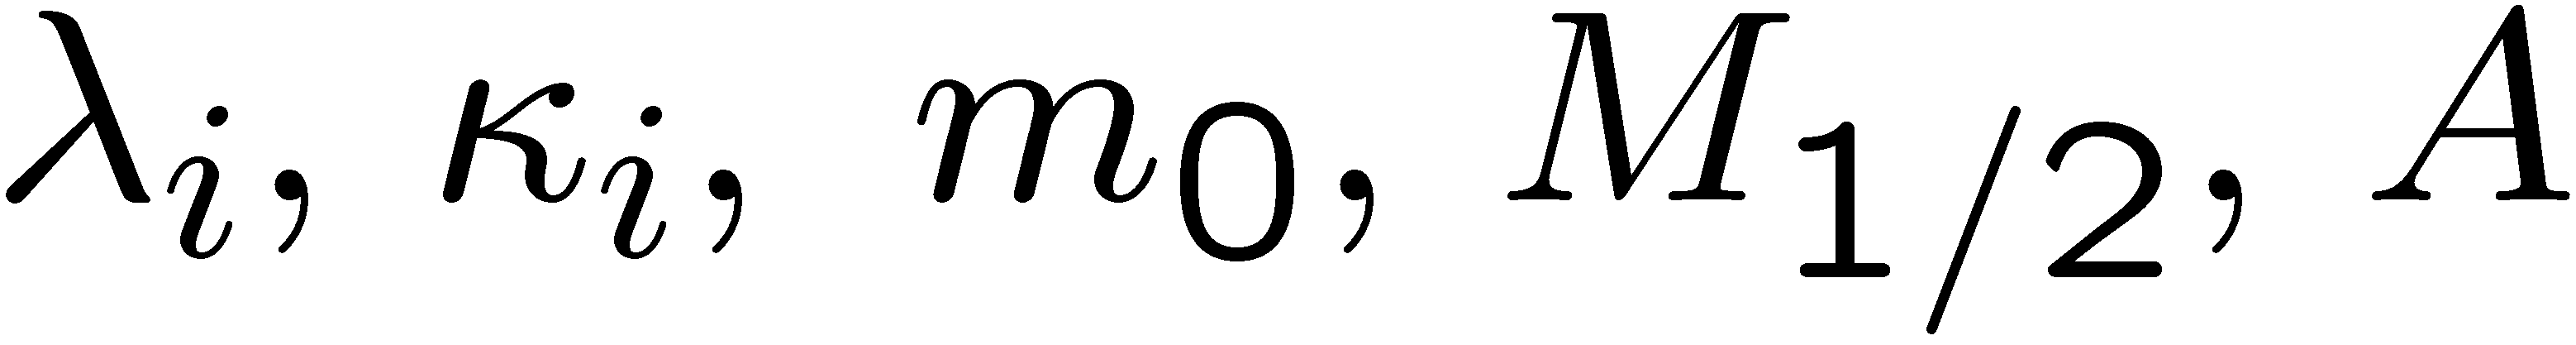 λ_i, κ_i, m_0, M_{1/2}, A